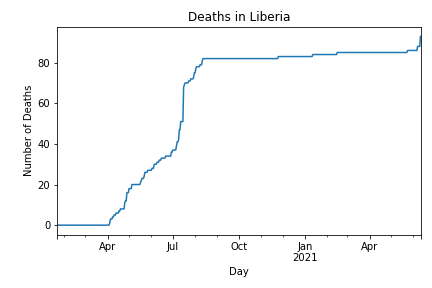 Deaths in Liberia
Number of Deaths
80
60
40
20
0
Apr
Jul
Oct
Jan
2021
Apr
Day